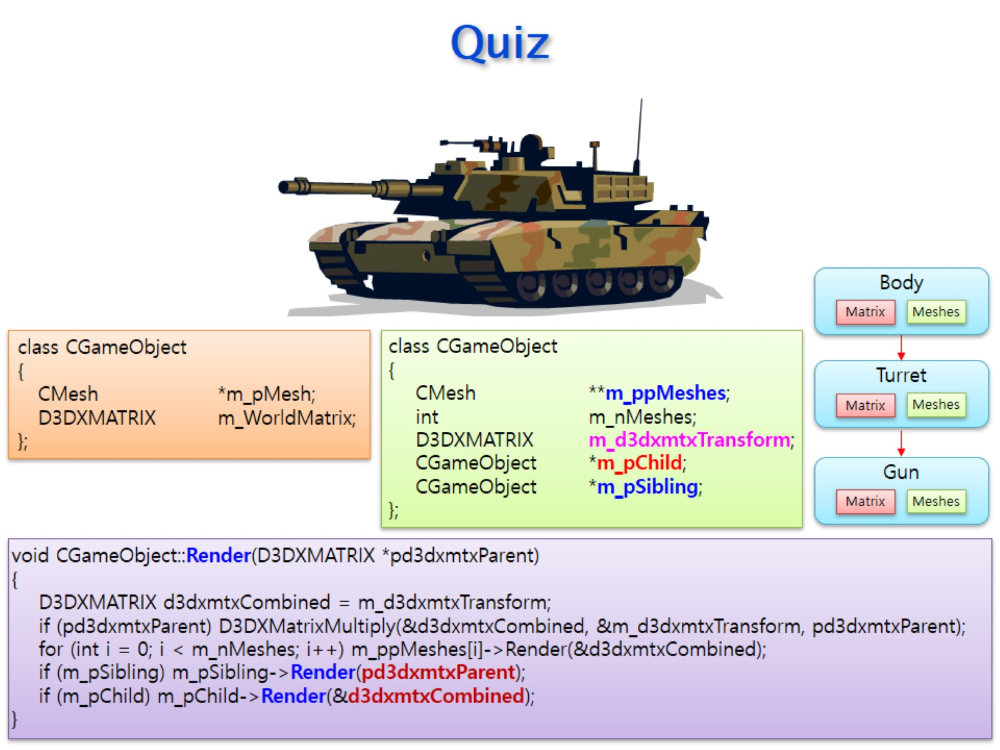 Quiz
class CGameObject
{
CMesh *m_pMesh;
D3DXMATRIX m_WorldMatrix;
};
class CGameObject
{
CMesh **m_ppMeshes;
int m_nMeshes;
D3DXMATRIX m_d3dxmtxTransform;
CGameObject *m_pChild;
CGameObject *m_pSibling;
};
Body
Matrix Meshes
Turret
Matrix Meshes
Gun
Matrix Meshes
void CGameObject::Render(D3DXMATRIX *pd3dxmtxParent)
{
D3DXMATRIX d3dxmtxCombined = m_d3dxmtxTransform;
if (pd3dxmtxParent) D3DXMatrixMultiply(&d3dxmtxCombined, &m_d3dxmtxTransform, pd3dxmtxParent);
for (int i = 0; i < m_nMeshes; i++) m_ppMeshes[i]->Render(&d3dxmtxCombined);
if (m_pSibling) m_pSibling->Render(pd3dxmtxParent);
if (m_pChild) m_pChild->Render(&d3dxmtxCombined);
}